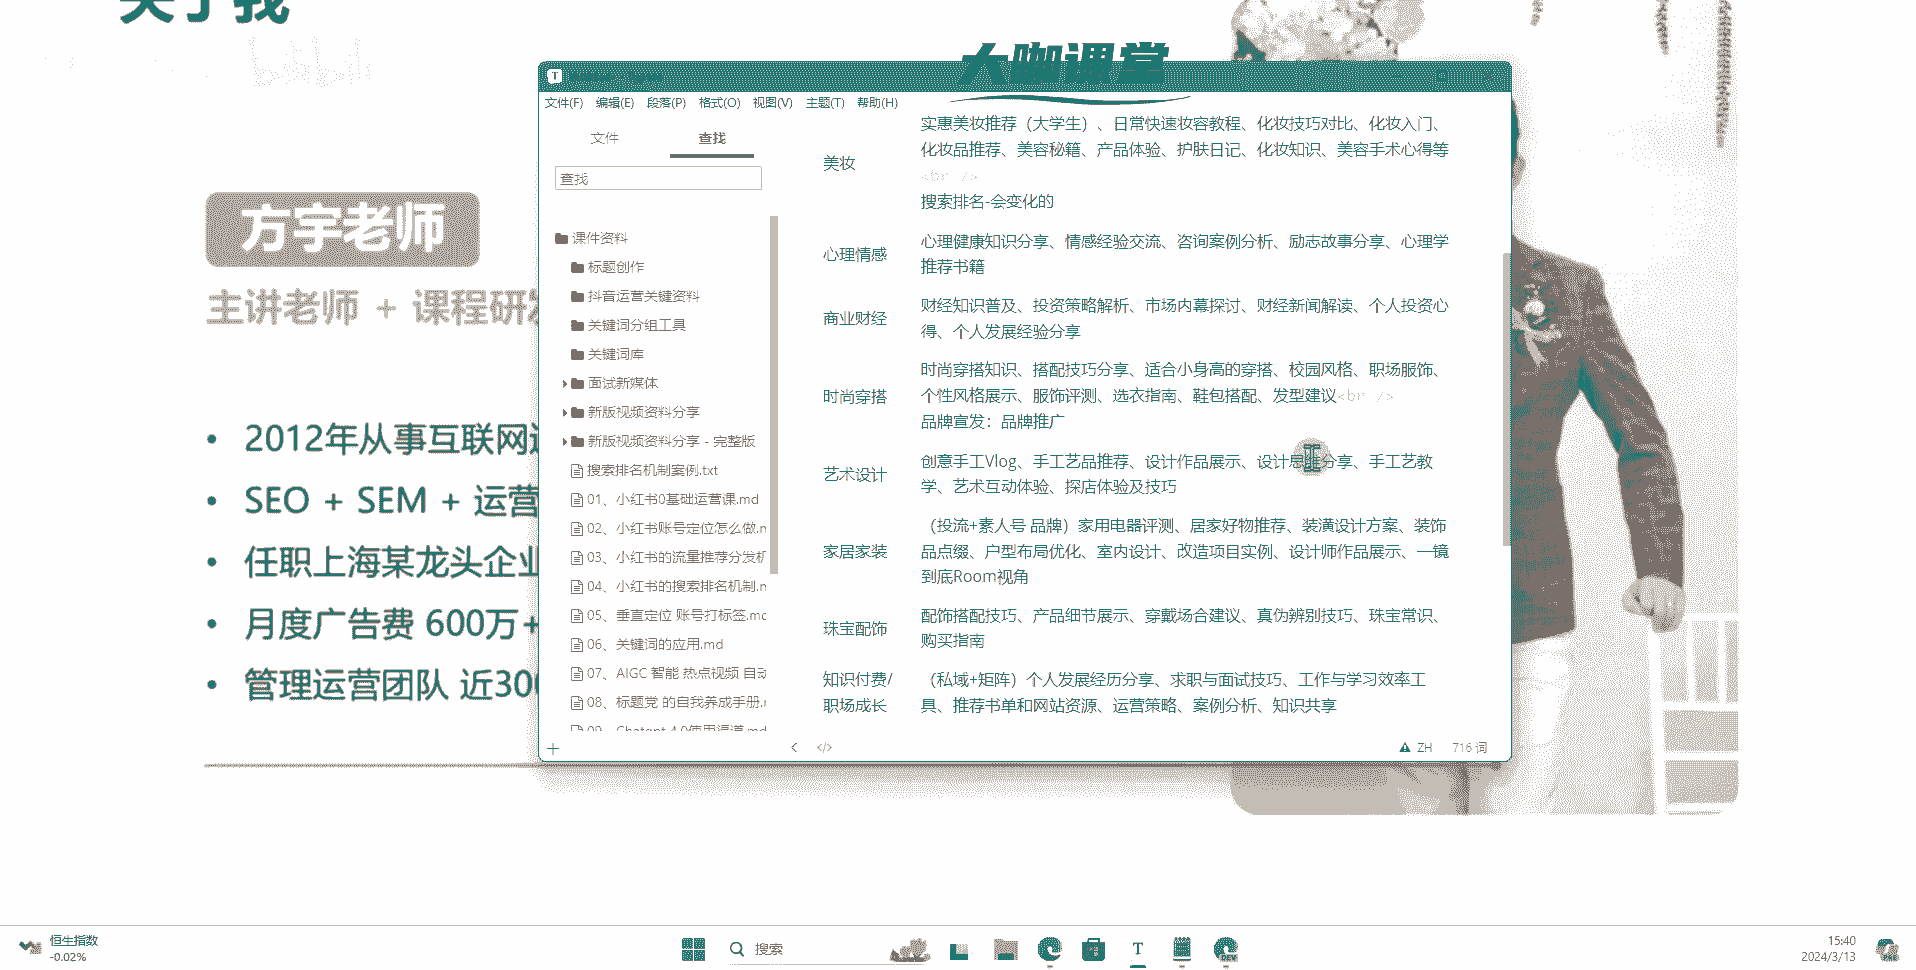 关于我
bilibili
大咖课堂
方宇老师
主讲老师 + 课程研发
2012年从事互联网
SEO + SEM + 运营
任职上海某龙头企业
月度广告费 600万+
管理运营团队 近300
文件(F) 编辑(E) 段落(P) 格式(O) 视图(V) 主题(T) 帮助(H)
文件 查找
查找
课件资料
标题创作
抖音运营关键资料
关键词分组工具
关键词库
面试新媒体
新版视频资料分享
新版视频资料分享 - 完整版
搜索排名机制案例.txt
01、小红书0基础运营课.md
02、小红书账号定位怎么做.m
03、小红书的流量推荐分发机
04、小红书的搜索排名机制.m
05、垂直定位 账号打标签.md
06、关键词的应用.md
07、AIGC 智能 热点视频 自动
08、标题党 的自我养成手册.m
09、Chatgpt 4.0使用渠道.md
美妆
实惠美妆推荐（大学生）、日常快速妆容教程、化妆技巧对比、化妆入门、
化妆品推荐、美容秘籍、产品体验、护肤日记、化妆知识、美容手术心得等
<br />
搜索排名-会变化的
心理情感
心理健康知识分享、情感经验交流、咨询案例分析、励志故事分享、心理学
推荐书籍
商业财经
财经知识普及、投资策略解析、市场内幕探讨、财经新闻解读、个人投资心
得、个人发展经验分享
时尚穿搭
时尚穿搭知识、搭配技巧分享、适合小身高的穿搭、校园风格、职场服饰、
个性风格展示、服饰评测、选衣指南、鞋包搭配、发型建议<br />
品牌宣发：品牌推广
艺术设计
创意手工Vlog、手工艺品推荐、设计作品展示、设计思维分享、手工艺教
学、艺术互动体验、探店体验及技巧
家居家装
（投流+素人号 品牌）家用电器评测、居家好物推荐、装潢设计方案、装饰
品点缀、户型布局优化、室内设计、改造项目实例、设计师作品展示、一镜
到底Room视角
珠宝配饰
配饰搭配技巧、产品细节展示、穿戴场合建议、真伪辨别技巧、珠宝常识、
购买指南
知识付费/
职场成长
（私域+矩阵）个人发展经历分享、求职与面试技巧、工作与学习效率工
具、推荐书单和网站资源、运营策略、案例分析、知识共享
ZH 716 词
恒生指数
-0.02%
搜索
15:40
2024/3/13